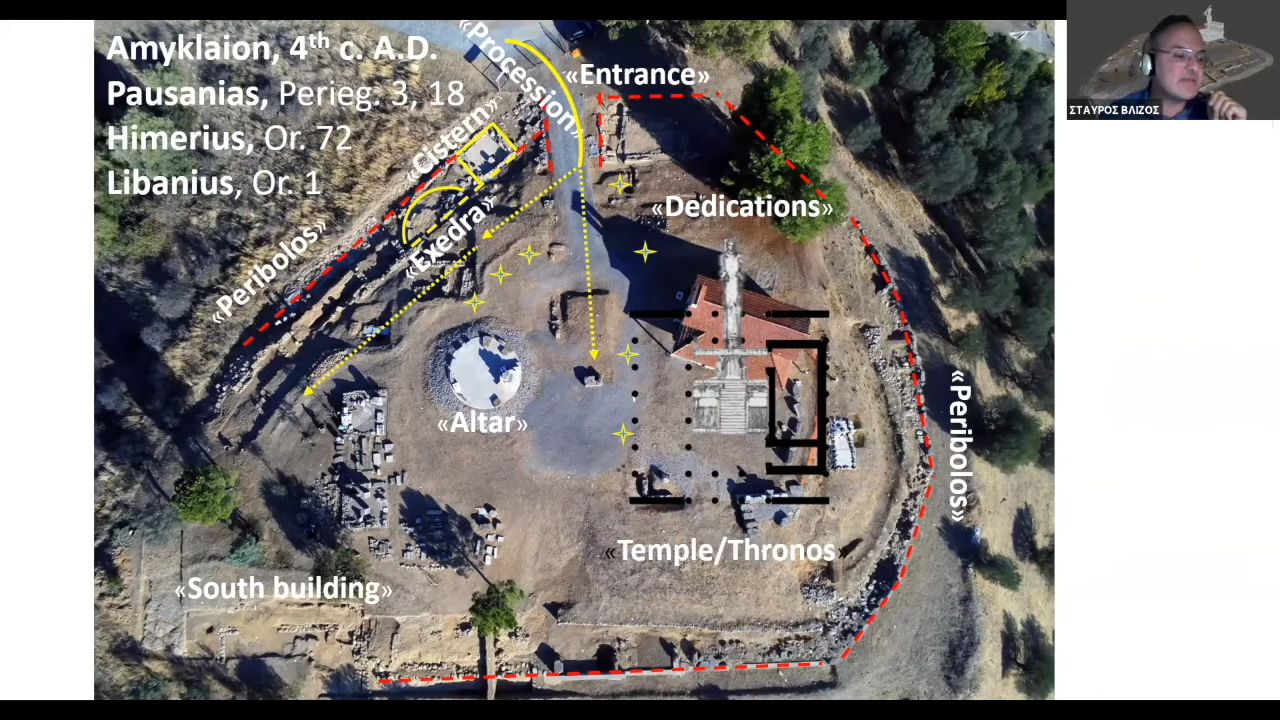 Amyklaion, 4th c. A.D.
Pausanias, Perieg. 3, 18
Himerius, Or. 72
Libanius, Or. 1
«Procession»
«Entrance»
«Cistern»
«Exedra»
«Peribolos»
«Dedications»
«Altar»
«Peribolos»
«Temple/Thronos»
«South building»
ΣΤΑΥΡΟΣ ΒΛΙΖΟΣ